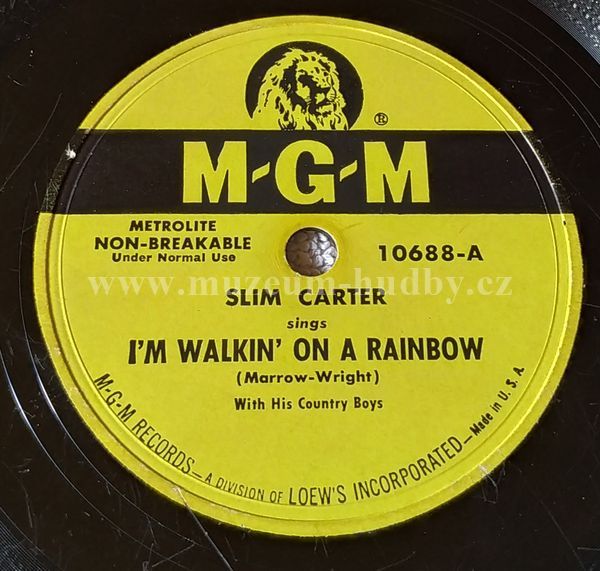 ®
M-G-M
METROLITE
NON-BREAKABLE
Under Normal Use
10688-A
www.muzeum-hudby.cz
SLIM CARTER
sings
I'M WALKIN' ON A RAINBOW
(Marrow-Wright)
With His Country Boys
M-G-M RECORDS—A DIVISION OF LOEW'S INCORPORATED—Made in U. S. A.